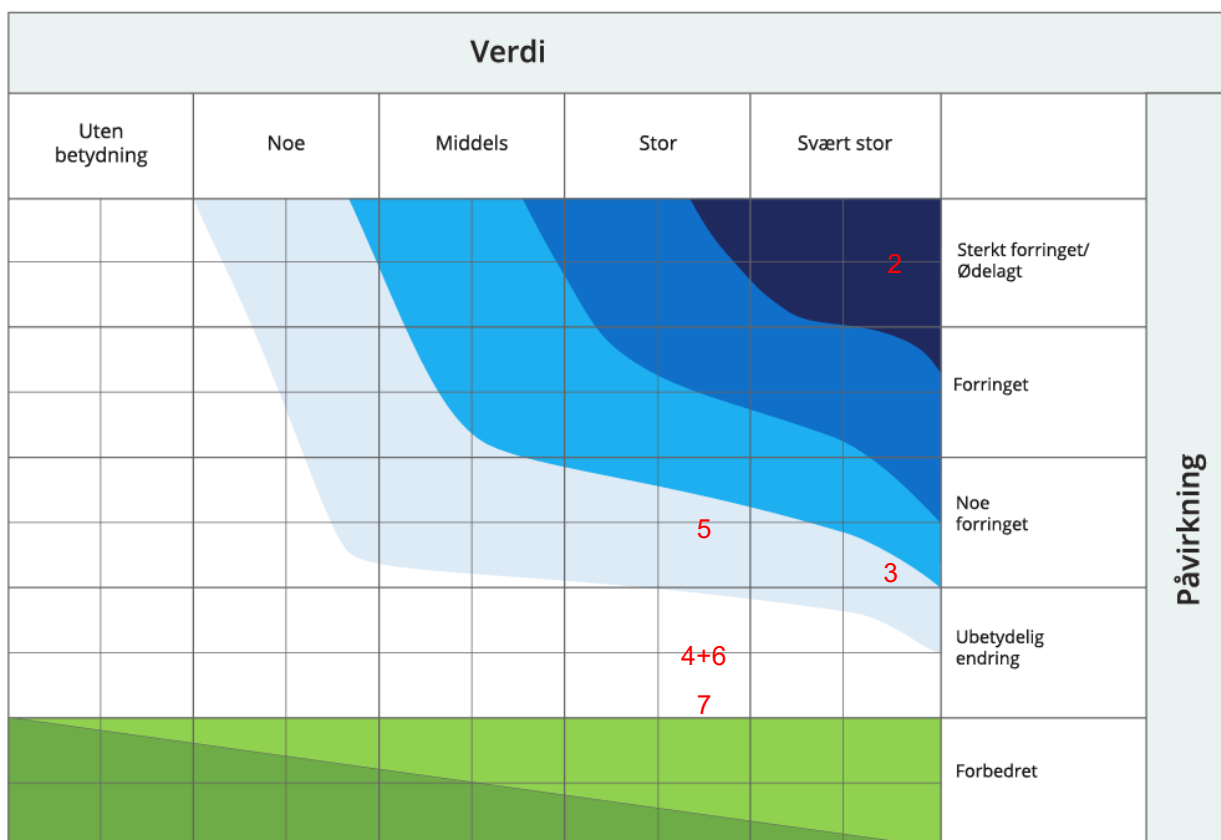 Verdi
Uten
betydning
Noe
Middels
Stor
Svært stor
Påvirkning
2
Sterkt forringet/
Ødelagt
Forringet
5
Noe
forringet
3
4+6
Ubetydelig
endring
7
Forbedret